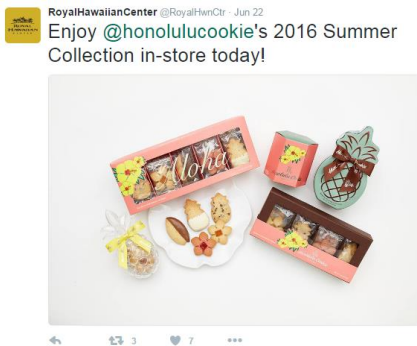 RoyalHawaiianCenter @RoyalHwnCtr · Jun 22
Enjoy @honolulucookie's 2016 Summer
Collection in-store today!
Aloha
3
7